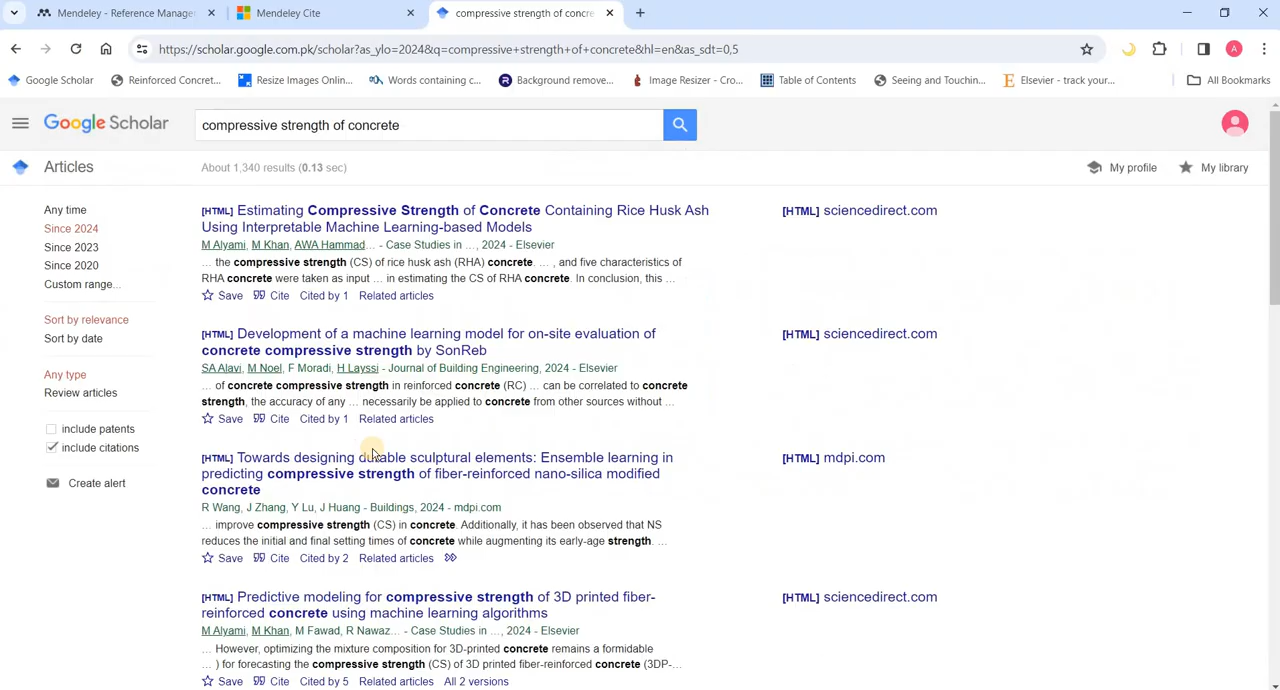 Mendeley - Reference Manage
Mendeley Cite
compressive strength of concre
https://scholar.google.com.pk/scholar?as_ylo=2024&q=compressive+strength+of+concrete&hl=en&as_sdt=0,5
A
Google Scholar
Reinforced Concret...
Resize Images Onlin...
Words containing c...
Background remove...
Image Resizer - Cro...
Table of Contents
Seeing and Touchin...
Elsevier - track your...
All Bookmarks
Google Scholar
compressive strength of concrete
Articles
About 1,340 results (0.13 sec)
My profile
My library
Any time
Since 2024
Since 2023
Since 2020
Custom range...
Sort by relevance
Sort by date
Any type
Review articles
include patents
include citations
Create alert
[HTML] Estimating Compressive Strength of Concrete Containing Rice Husk Ash
Using Interpretable Machine Learning-based Models
M Alyami, M Khan, AWA Hammad... - Case Studies in ..., 2024 - Elsevier
... the compressive strength (CS) of rice husk ash (RHA) concrete. ... , and five characteristics of
RHA concrete were taken as input ... in estimating the CS of RHA concrete. In conclusion, this ...
Save Cite Cited by 1 Related articles
[HTML] sciencedirect.com
[HTML] Development of a machine learning model for on-site evaluation of
concrete compressive strength by SonReb
SA Alavi, M Noel, F Moradi, H Layssi - Journal of Building Engineering, 2024 - Elsevier
... of concrete compressive strength in reinforced concrete (RC) ... can be correlated to concrete
strength, the accuracy of any ... necessarily be applied to concrete from other sources without ...
Save Cite Cited by 1 Related articles
[HTML] sciencedirect.com
[HTML] Towards designing durable sculptural elements: Ensemble learning in
predicting compressive strength of fiber-reinforced nano-silica modified
concrete
R Wang, J Zhang, Y Lu, J Huang - Buildings, 2024 - mdpi.com
... improve compressive strength (CS) in concrete. Additionally, it has been observed that NS
reduces the initial and final setting times of concrete while augmenting its early-age strength. ...
Save Cite Cited by 2 Related articles
[HTML] mdpi.com
[HTML] Predictive modeling for compressive strength of 3D printed fiber-
reinforced concrete using machine learning algorithms
M Alyami, M Khan, M Fawad, R Nawaz... - Case Studies in ..., 2024 - Elsevier
... However, optimizing the mixture composition for 3D-printed concrete remains a formidable
... ) for forecasting the compressive strength (CS) of 3D printed fiber-reinforced concrete (3DP-...
Save Cite Cited by 5 Related articles All 2 versions
[HTML] sciencedirect.com